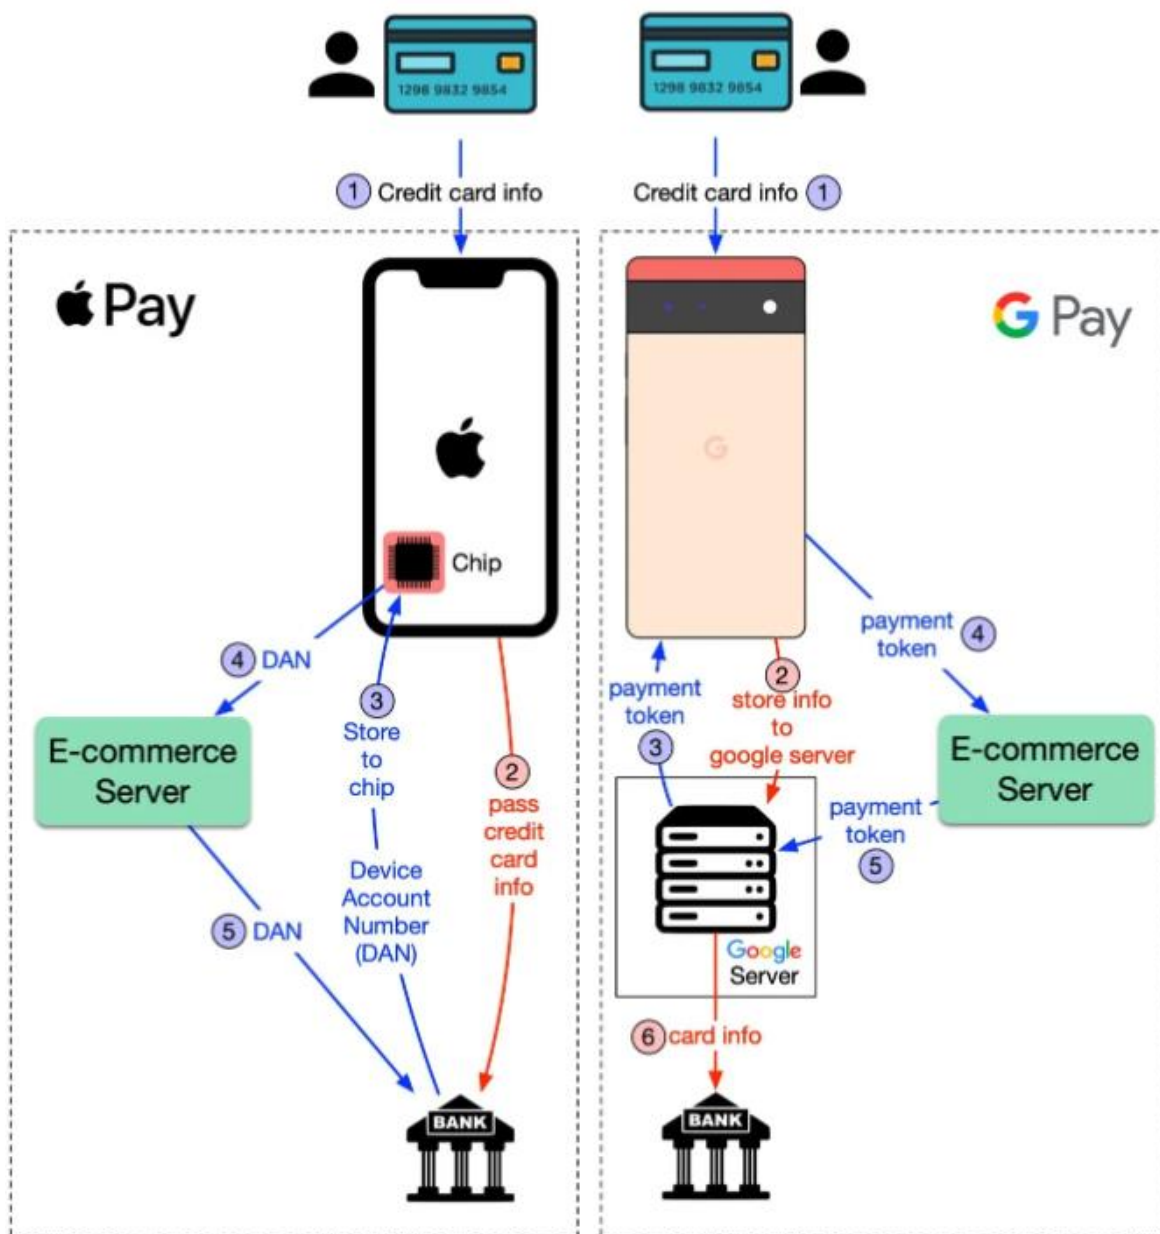 1298 9832 9854
1298 9832 9854
1 Credit card info
Credit card info 1
Pay
G Pay
Chip
4 DAN
3
Store
to
chip
2
pass
credit
card
info
E-commerce
Server
Device
Account
Number
(DAN)
5 DAN
BANK
G
payment
token
4
2
store info
to
google server
payment
token
3
E-commerce
Server
payment
token
5
Google
Server
6 card info
BANK